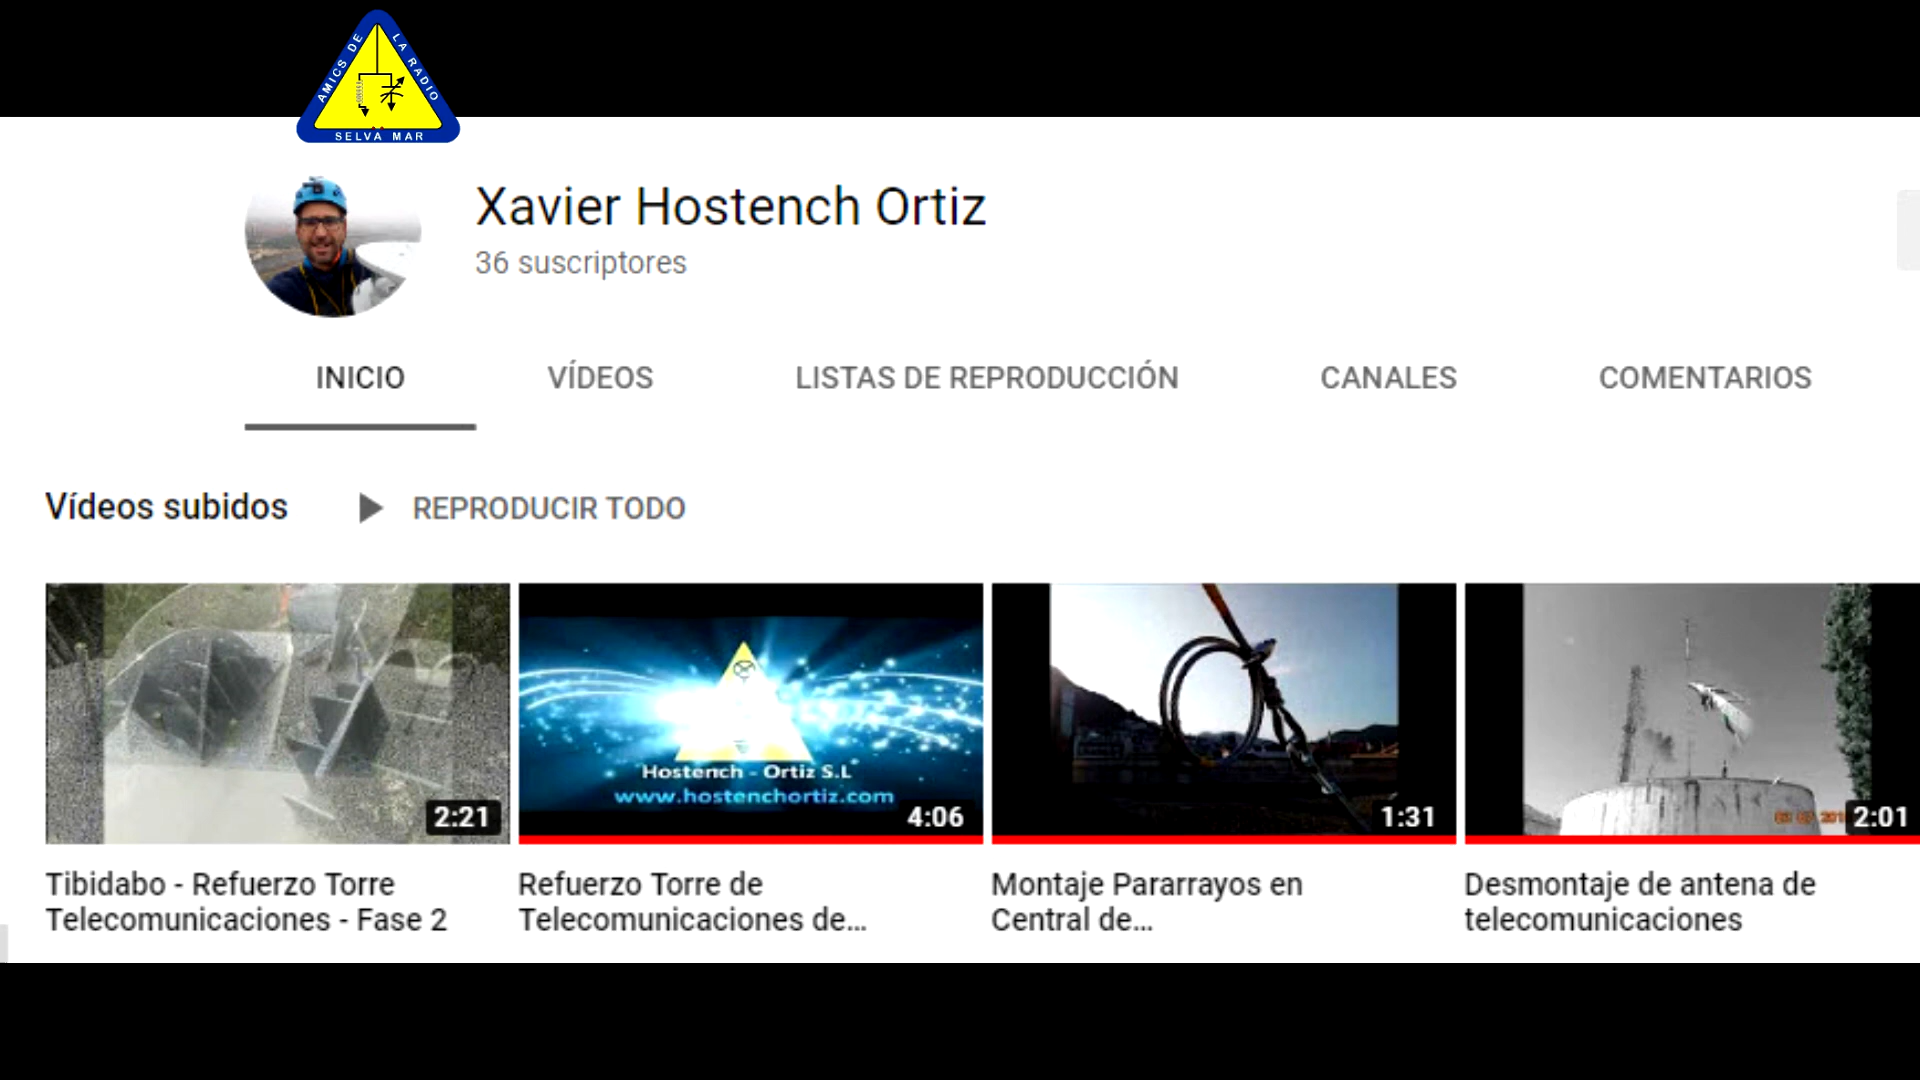 AMICS DE LA RADIO
SELVA MAR
Xavier Hostench Ortiz
36 suscriptores
INICIO VÍDEOS LISTAS DE REPRODUCCIÓN CANALES COMENTARIOS
Vídeos subidos REPRODUCIR TODO
Hostench - Ortiz S.L
www.hostenchortiz.com
2:21 4:06 1:31 2:01
Tibidabo - Refuerzo Torre
Telecomunicaciones - Fase 2
Refuerzo Torre de
Telecomunicaciones de...
Montaje Pararrayos en
Central de...
Desmontaje de antena de
telecomunicaciones